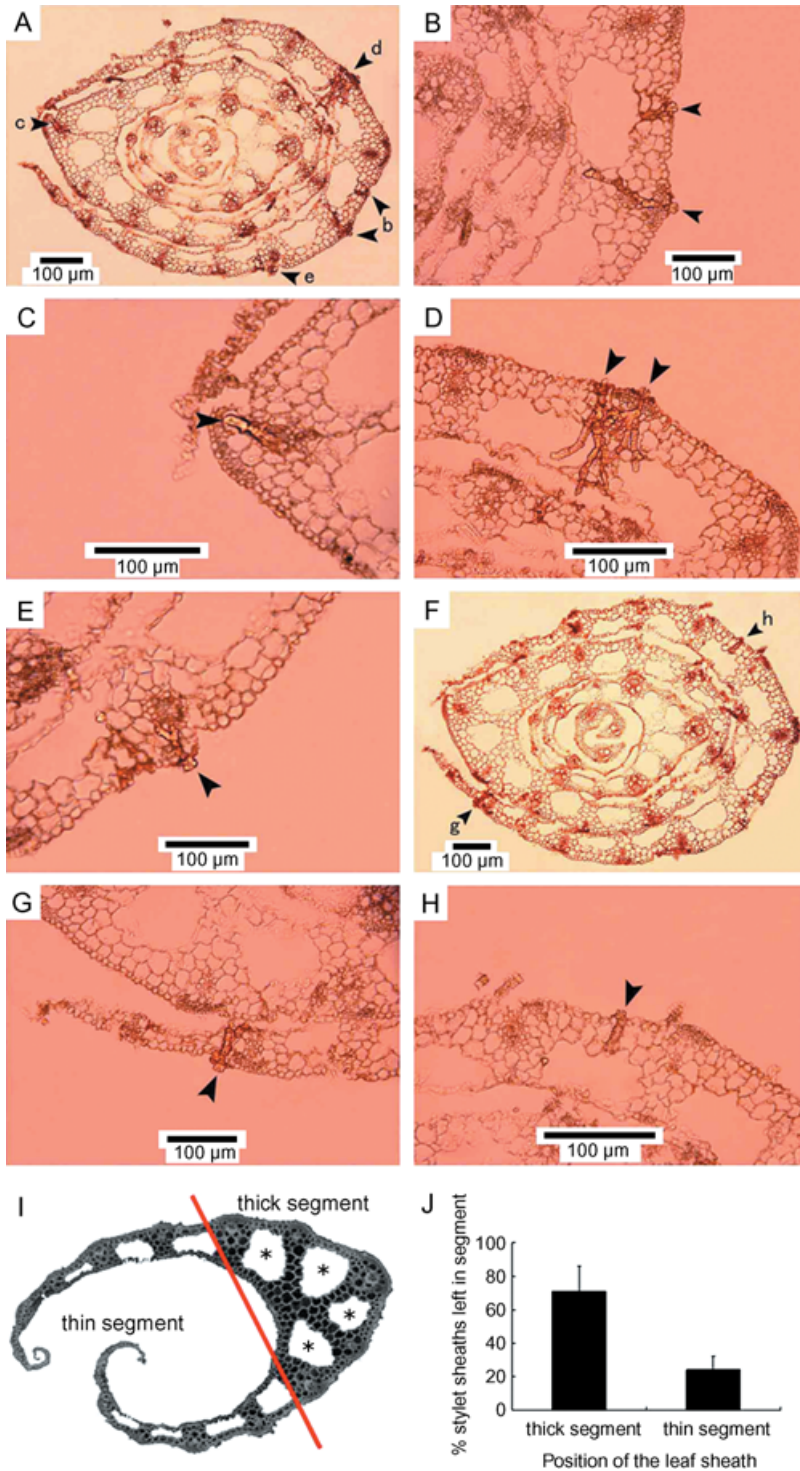 A
d
c
b
e
100 µm
B
100 µm
C
100 µm
D
100 µm
E
100 µm
F
h
g
100 µm
G
100 µm
H
100 µm
I
thick segment
* * * *
thin segment
J
% stylet sheaths left in segment
100
80
60
40
20
0
thick segment
thin segment
Position of the leaf sheath